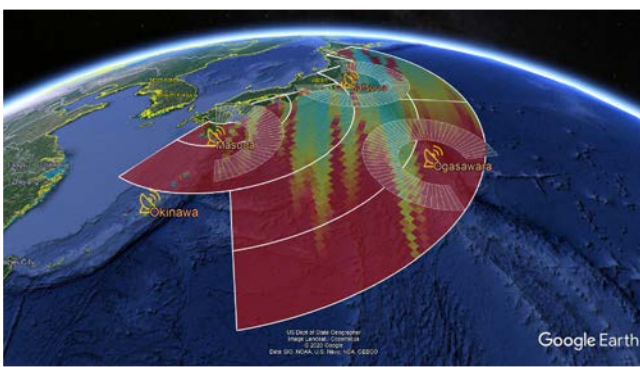 Masuda
Ogasawara
Okinawa
US Dept of State Geographer
Image Landsat / Copernicus
© 2020 Google
Data SIO, NOAA, U.S. Navy, NGA, GEBCO
Google Earth